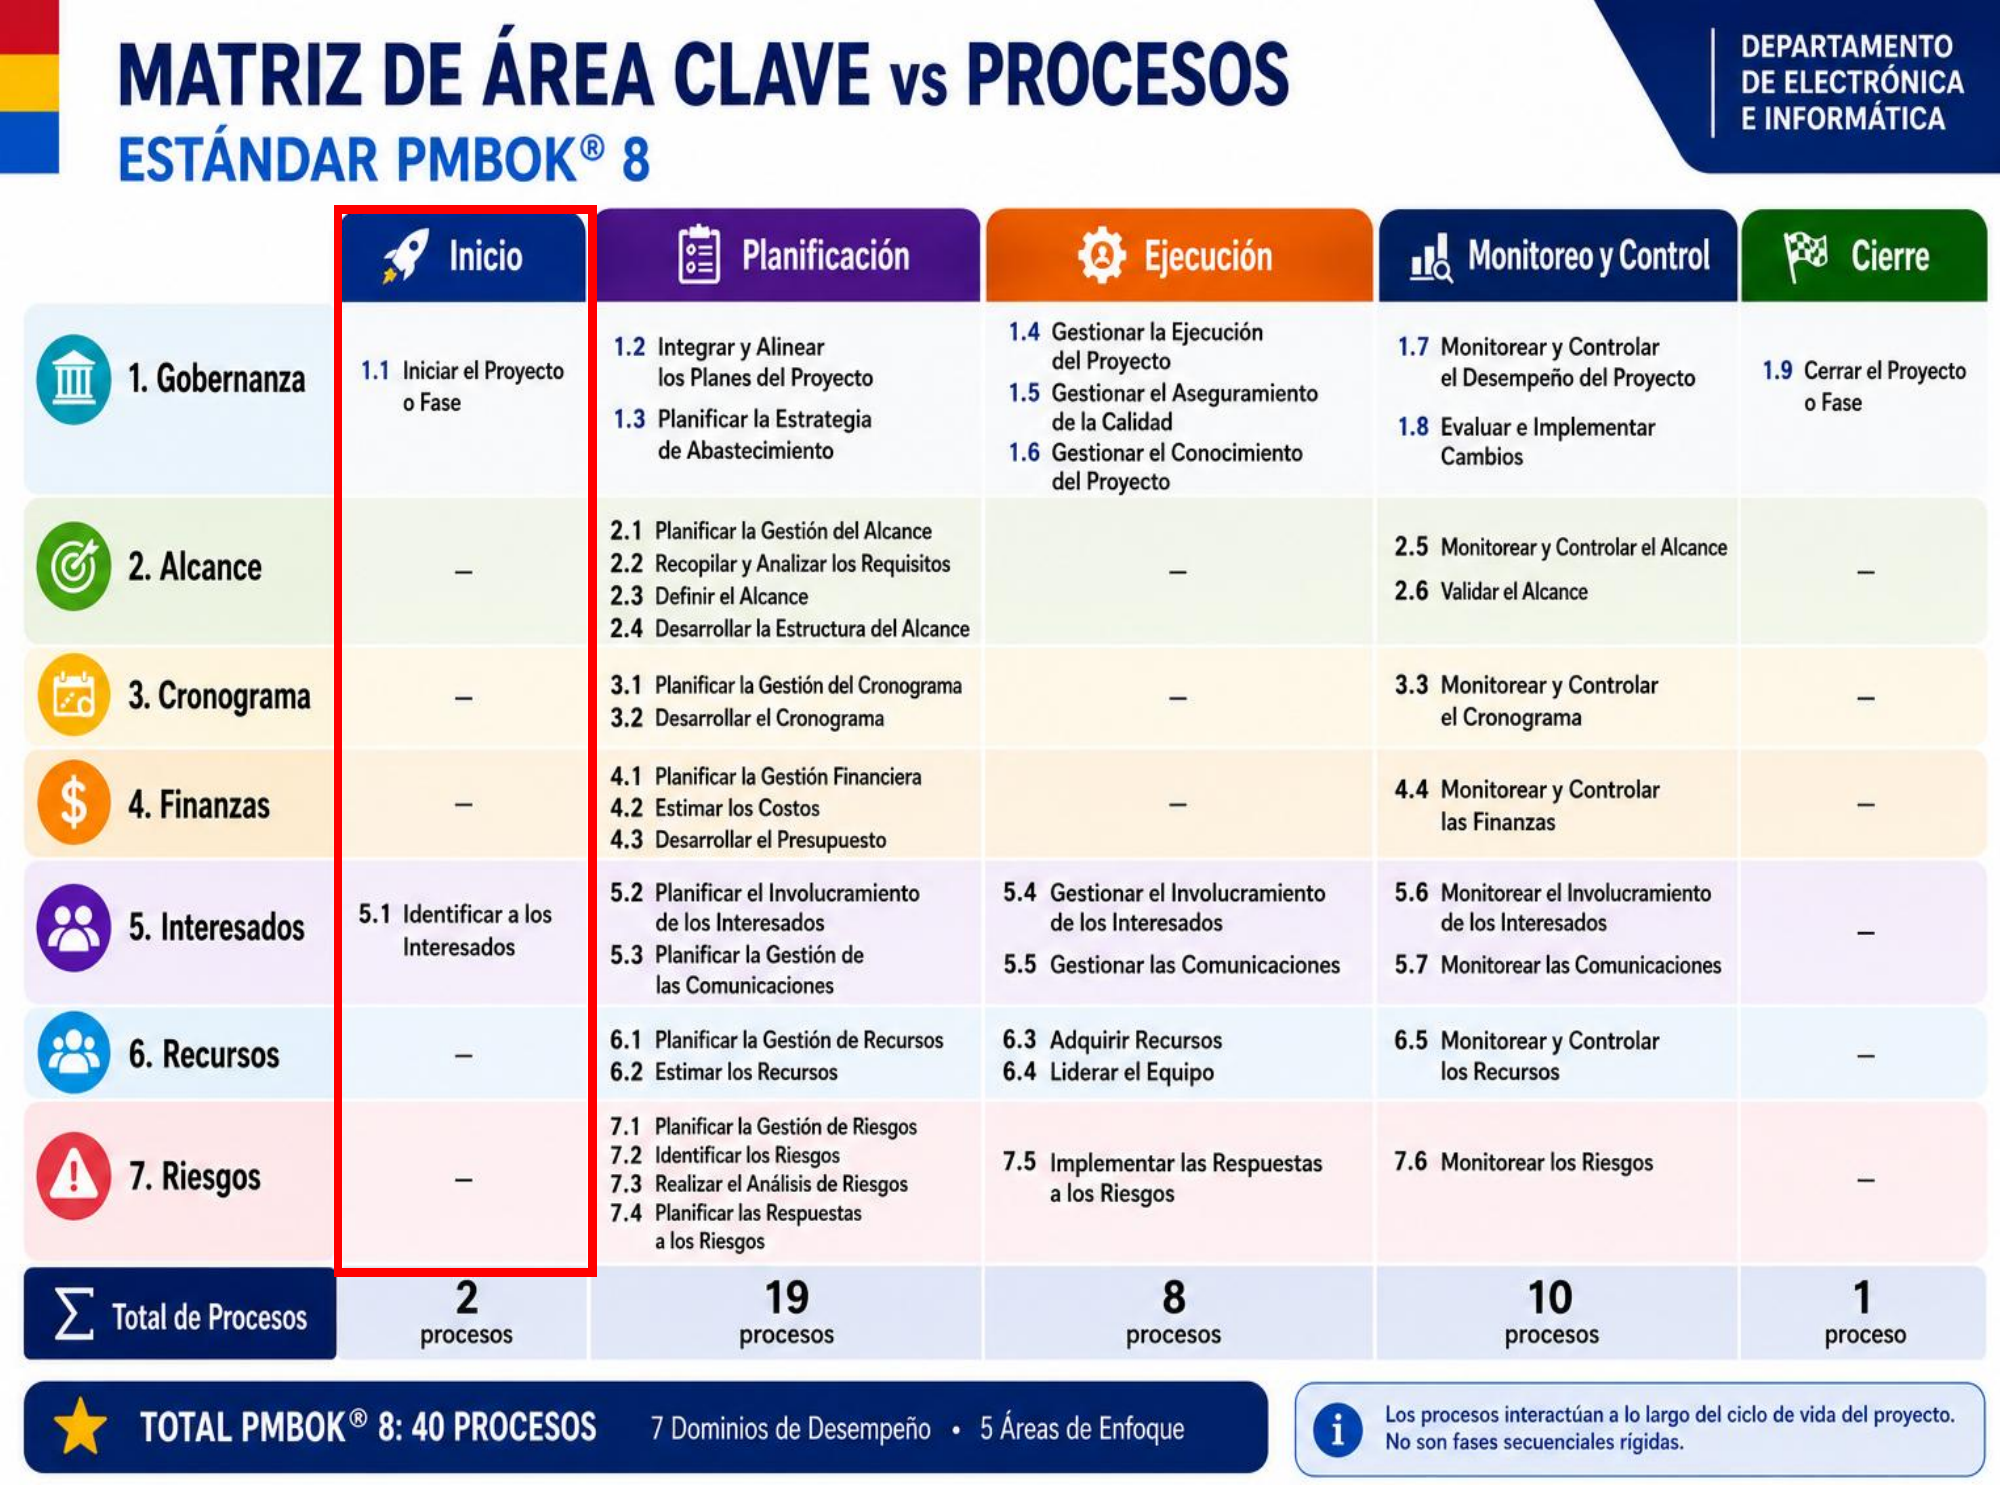 MATRIZ DE ÁREA CLAVE vs PROCESOS
ESTÁNDAR PMBOK® 8
DEPARTAMENTO
DE ELECTRÓNICA
E INFORMÁTICA
Inicio
Planificación
Ejecución
Monitoreo y Control
Cierre
1. Gobernanza
1.1 Iniciar el Proyecto
o Fase
1.2 Integrar y Alinear
los Planes del Proyecto
1.3 Planificar la Estrategia
de Abastecimiento
1.4 Gestionar la Ejecución
del Proyecto
1.5 Gestionar el Aseguramiento
de la Calidad
1.6 Gestionar el Conocimiento
del Proyecto
1.7 Monitorear y Controlar
el Desempeño del Proyecto
1.8 Evaluar e Implementar
Cambios
1.9 Cerrar el Proyecto
o Fase
2. Alcance
–
2.1 Planificar la Gestión del Alcance
2.2 Recopilar y Analizar los Requisitos
2.3 Definir el Alcance
2.4 Desarrollar la Estructura del Alcance
–
2.5 Monitorear y Controlar el Alcance
2.6 Validar el Alcance
–
3. Cronograma
–
3.1 Planificar la Gestión del Cronograma
3.2 Desarrollar el Cronograma
–
3.3 Monitorear y Controlar
el Cronograma
–
4. Finanzas
–
4.1 Planificar la Gestión Financiera
4.2 Estimar los Costos
4.3 Desarrollar el Presupuesto
–
4.4 Monitorear y Controlar
las Finanzas
–
5. Interesados
5.1 Identificar a los
Interesados
5.2 Planificar el Involucramiento
de los Interesados
5.3 Planificar la Gestión de
las Comunicaciones
5.4 Gestionar el Involucramiento
de los Interesados
5.5 Gestionar las Comunicaciones
5.6 Monitorear el Involucramiento
de los Interesados
5.7 Monitorear las Comunicaciones
–
6. Recursos
–
6.1 Planificar la Gestión de Recursos
6.2 Estimar los Recursos
6.3 Adquirir Recursos
6.4 Liderar el Equipo
6.5 Monitorear y Controlar
los Recursos
–
7. Riesgos
–
7.1 Planificar la Gestión de Riesgos
7.2 Identificar los Riesgos
7.3 Realizar el Análisis de Riesgos
7.4 Planificar las Respuestas
a los Riesgos
7.5 Implementar las Respuestas
a los Riesgos
7.6 Monitorear los Riesgos
–
Σ Total de Procesos
2
procesos
19
procesos
8
procesos
10
procesos
1
proceso
TOTAL PMBOK® 8: 40 PROCESOS
7 Dominios de Desempeño • 5 Áreas de Enfoque
Los procesos interactúan a lo largo del ciclo de vida del proyecto.
No son fases secuenciales rígidas.